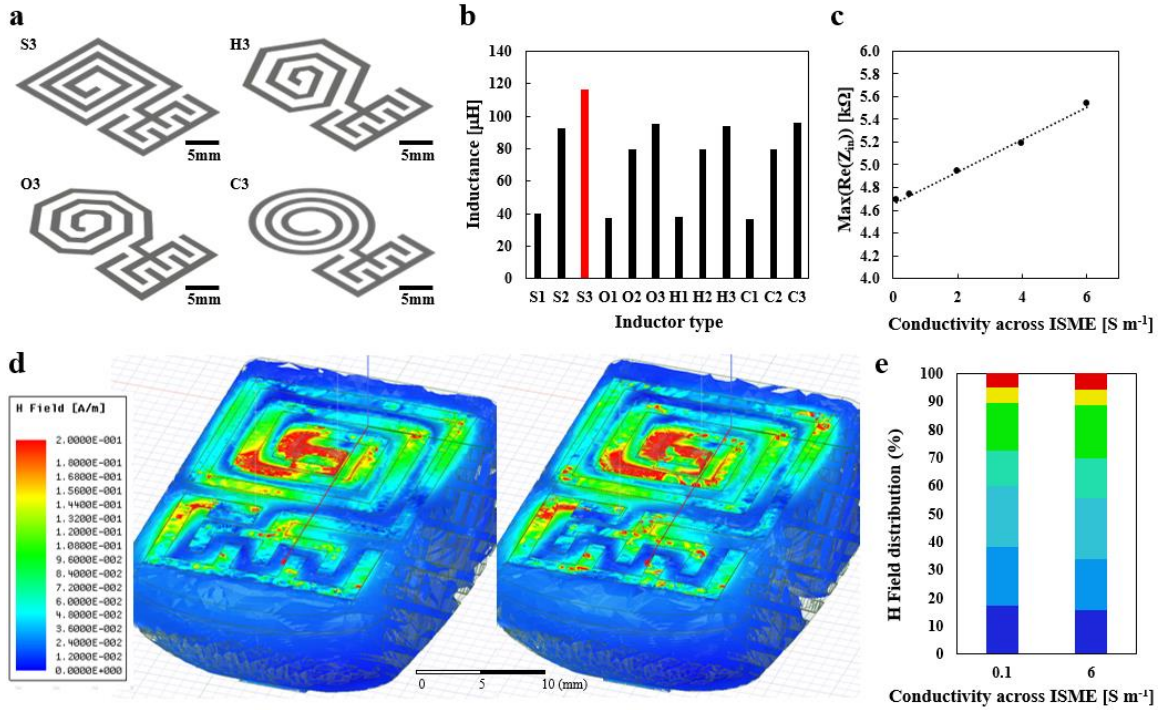 a
S3
5mm
H3
5mm
O3
5mm
C3
5mm
b
Inductance [μH]
140
120
100
80
60
40
20
0
S1 S2 S3 O1 O2 O3 H1 H2 H3 C1 C2 C3
Inductor type
c
Max(Re(Zin)) [kΩ]
6.0
5.8
5.6
5.4
5.2
5.0
4.8
4.6
4.4
4.2
4.0
0 2 4 6
Conductivity across ISME [S m-1]
d
H Field [A/m]
2.0000E-001
1.8000E-001
1.6800E-001
1.5600E-001
1.4400E-001
1.3200E-001
1.2000E-001
1.0800E-001
9.6000E-002
8.4000E-002
7.2000E-002
6.0000E-002
4.8000E-002
3.6000E-002
2.4000E-002
1.2000E-002
0.0000E+000
0 5 10 (mm)
e
H Field distribution (%)
100
90
80
70
60
50
40
30
20
10
0
0.1 6
Conductivity across ISME [S m-1]